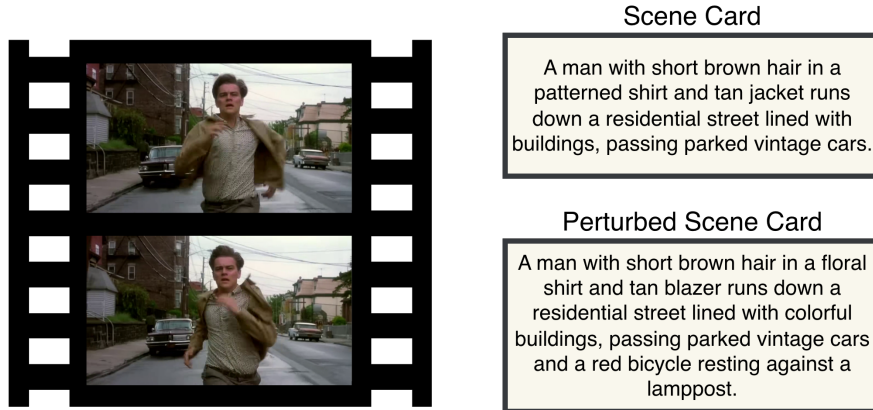 Scene Card
A man with short brown hair in a
patterned shirt and tan jacket runs
down a residential street lined with
buildings, passing parked vintage cars.
Perturbed Scene Card
A man with short brown hair in a floral
shirt and tan blazer runs down a
residential street lined with colorful
buildings, passing parked vintage cars
and a red bicycle resting against a
lamppost.